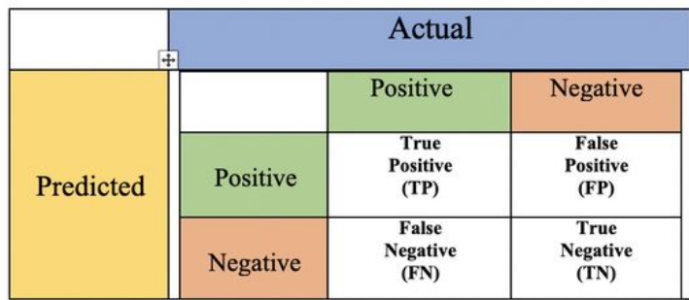 Actual
Positive Negative
Predicted
Positive
True
Positive
(TP)
False
Positive
(FP)
Negative
False
Negative
(FN)
True
Negative
(TN)